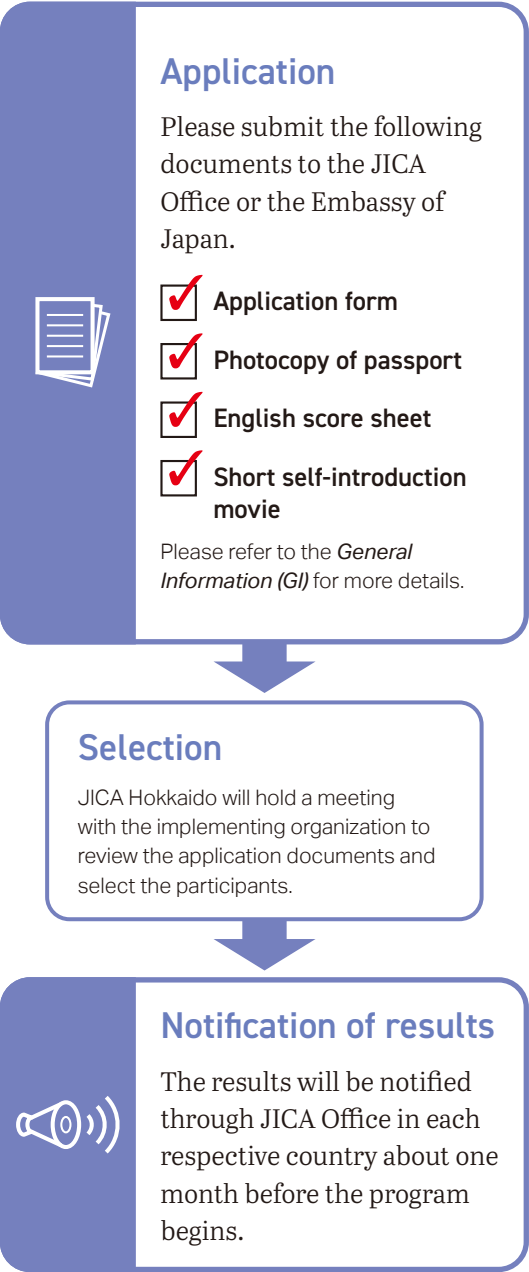 Application
Please submit the following
documents to the JICA
Office or the Embassy of
Japan.
Application form
Photocopy of passport
English score sheet
Short self-introduction
movie
Please refer to the General
Information (GI) for more details.
Selection
JICA Hokkaido will hold a meeting
with the implementing organization to
review the application documents and
select the participants.
Notification of results
The results will be notified
through JICA Office in each
respective country about one
month before the program
begins.